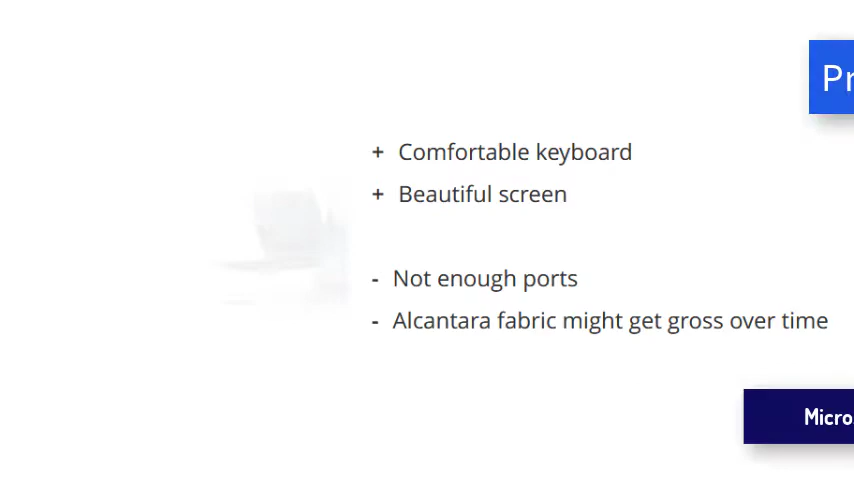 Pr
+ Comfortable keyboard
+ Beautiful screen
- Not enough ports
- Alcantara fabric might get gross over time
Micro